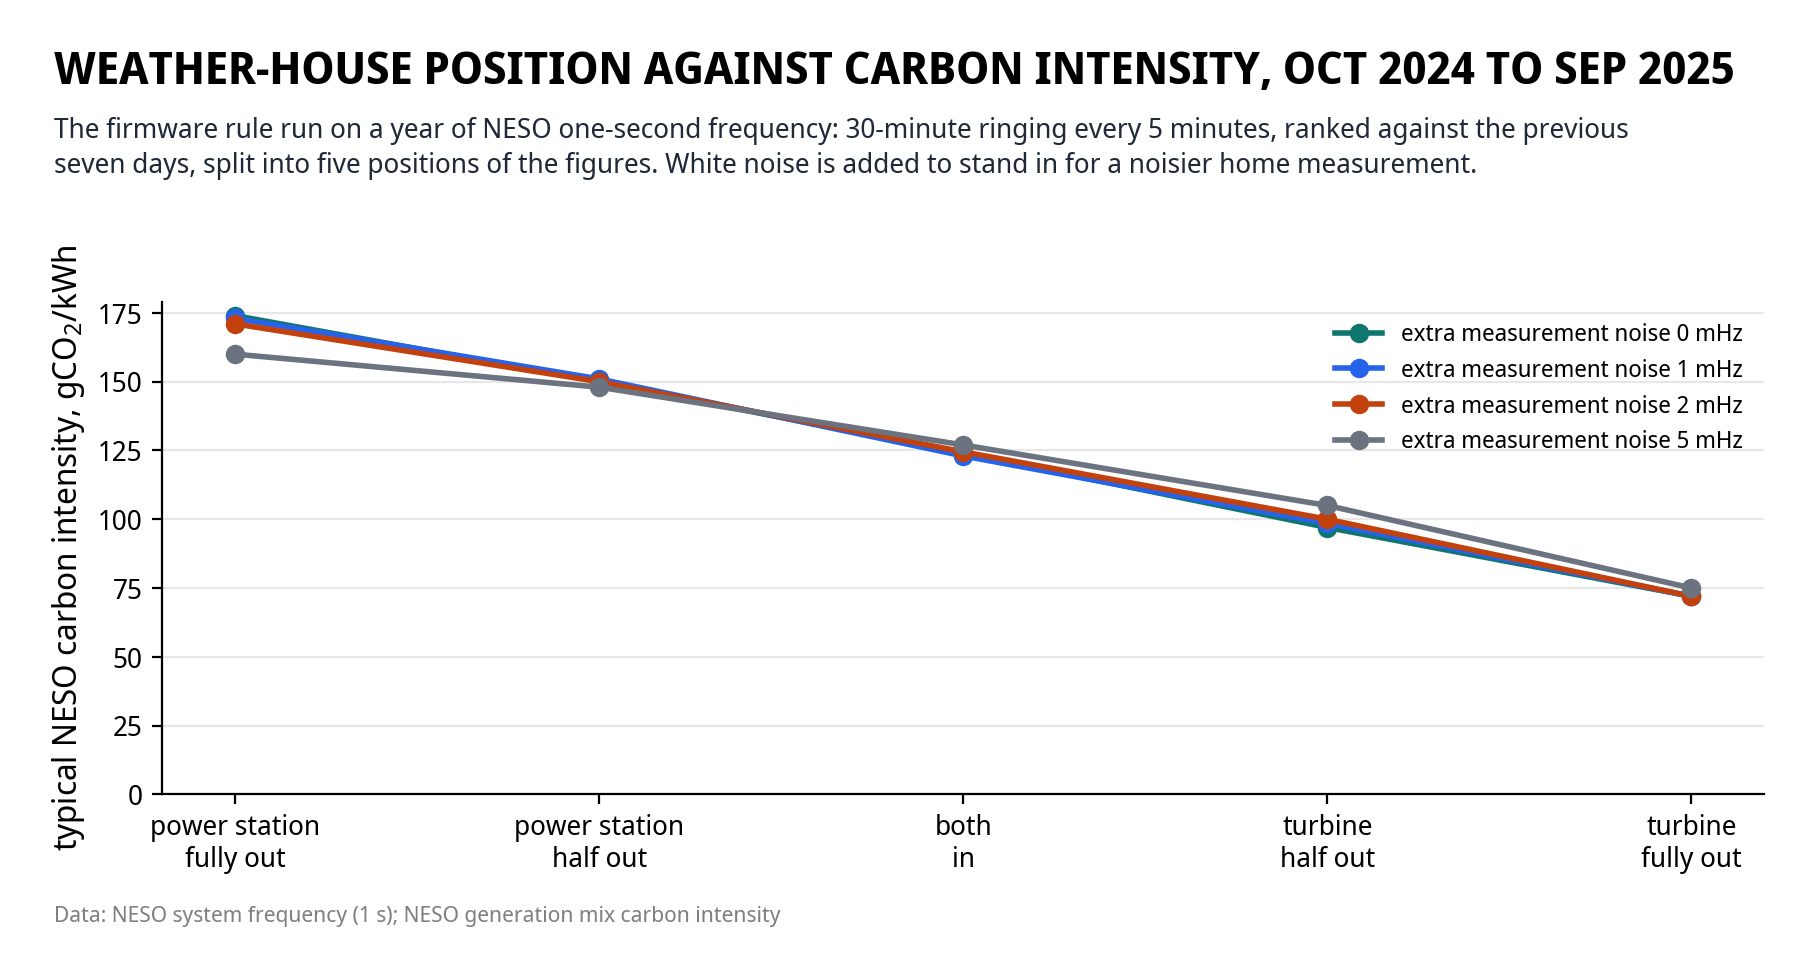 WEATHER-HOUSE POSITION AGAINST CARBON INTENSITY, OCT 2024 TO SEP 2025
The firmware rule run on a year of NESO one-second frequency: 30-minute ringing every 5 minutes, ranked against the previous
seven days, split into five positions of the figures. White noise is added to stand in for a noisier home measurement.
typical NESO carbon intensity, gCO₂/kWh
175
150
125
100
75
50
25
0
extra measurement noise 0 mHz
extra measurement noise 1 mHz
extra measurement noise 2 mHz
extra measurement noise 5 mHz
power station
fully out
power station
half out
both
in
turbine
half out
turbine
fully out
Data: NESO system frequency (1 s); NESO generation mix carbon intensity